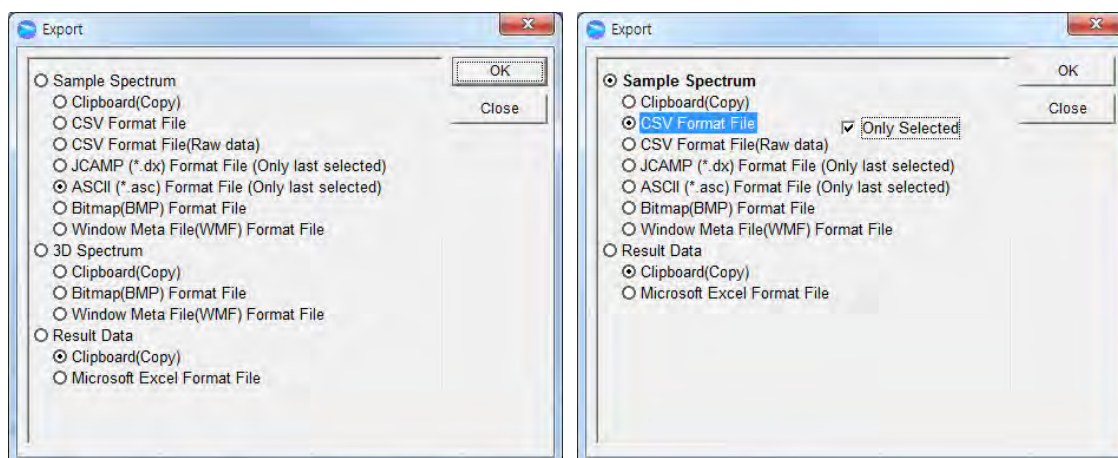 Export
Sample Spectrum
Clipboard(Copy)
CSV Format File
CSV Format File(Raw data)
JCAMP (*.dx) Format File (Only last selected)
ASCII (*.asc) Format File (Only last selected)
Bitmap(BMP) Format File
Window Meta File(WMF) Format File
3D Spectrum
Clipboard(Copy)
Bitmap(BMP) Format File
Window Meta File(WMF) Format File
Result Data
Clipboard(Copy)
Microsoft Excel Format File
OK
Close
Export
Sample Spectrum
Clipboard(Copy)
CSV Format File
Only Selected
CSV Format File(Raw data)
JCAMP (*.dx) Format File (Only last selected)
ASCII (*.asc) Format File (Only last selected)
Bitmap(BMP) Format File
Window Meta File(WMF) Format File
Result Data
Clipboard(Copy)
Microsoft Excel Format File
OK
Close